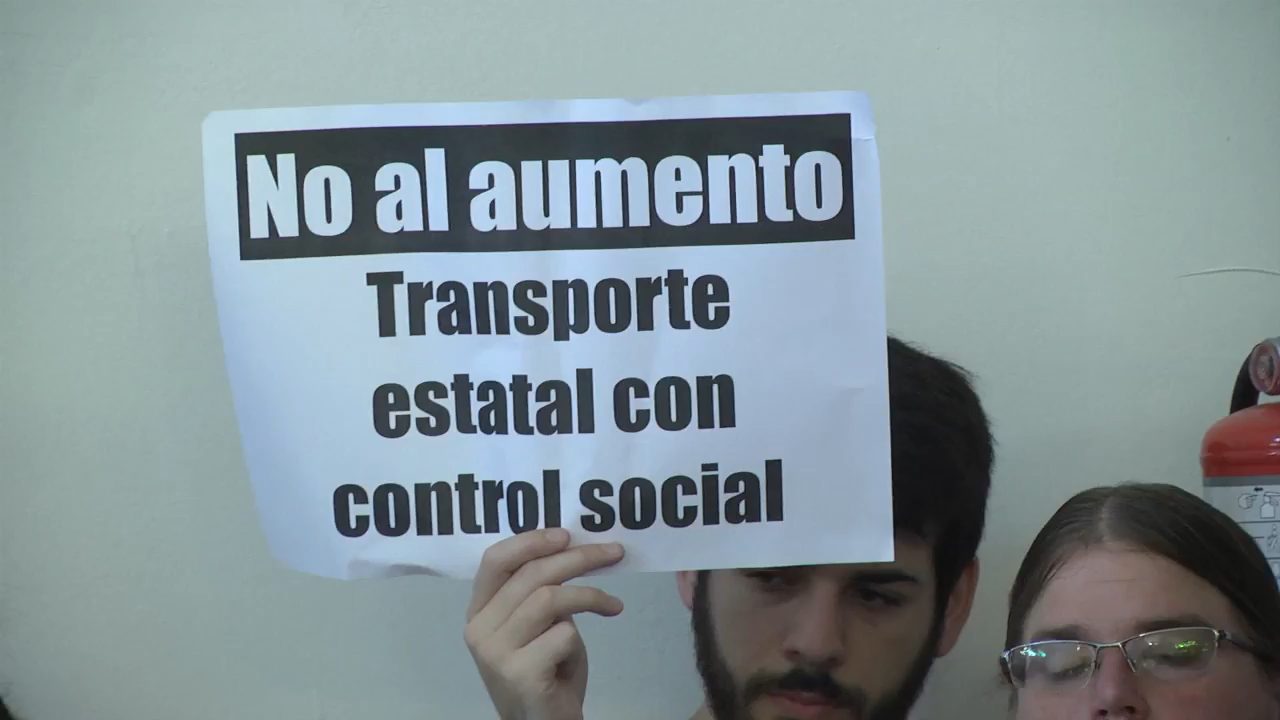 No al aumento
Transporte
estatal con
control social